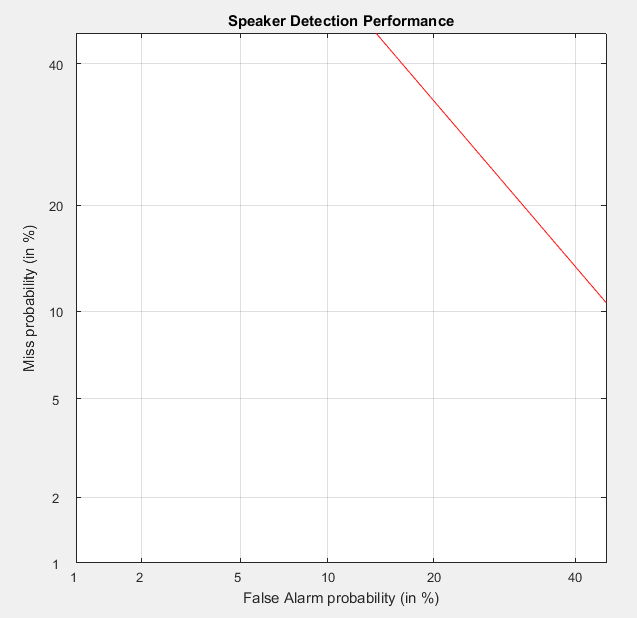 Speaker Detection Performance
40
20
10
5
2
1
Miss probability (in %)
1 2 5 10 20 40
False Alarm probability (in %)